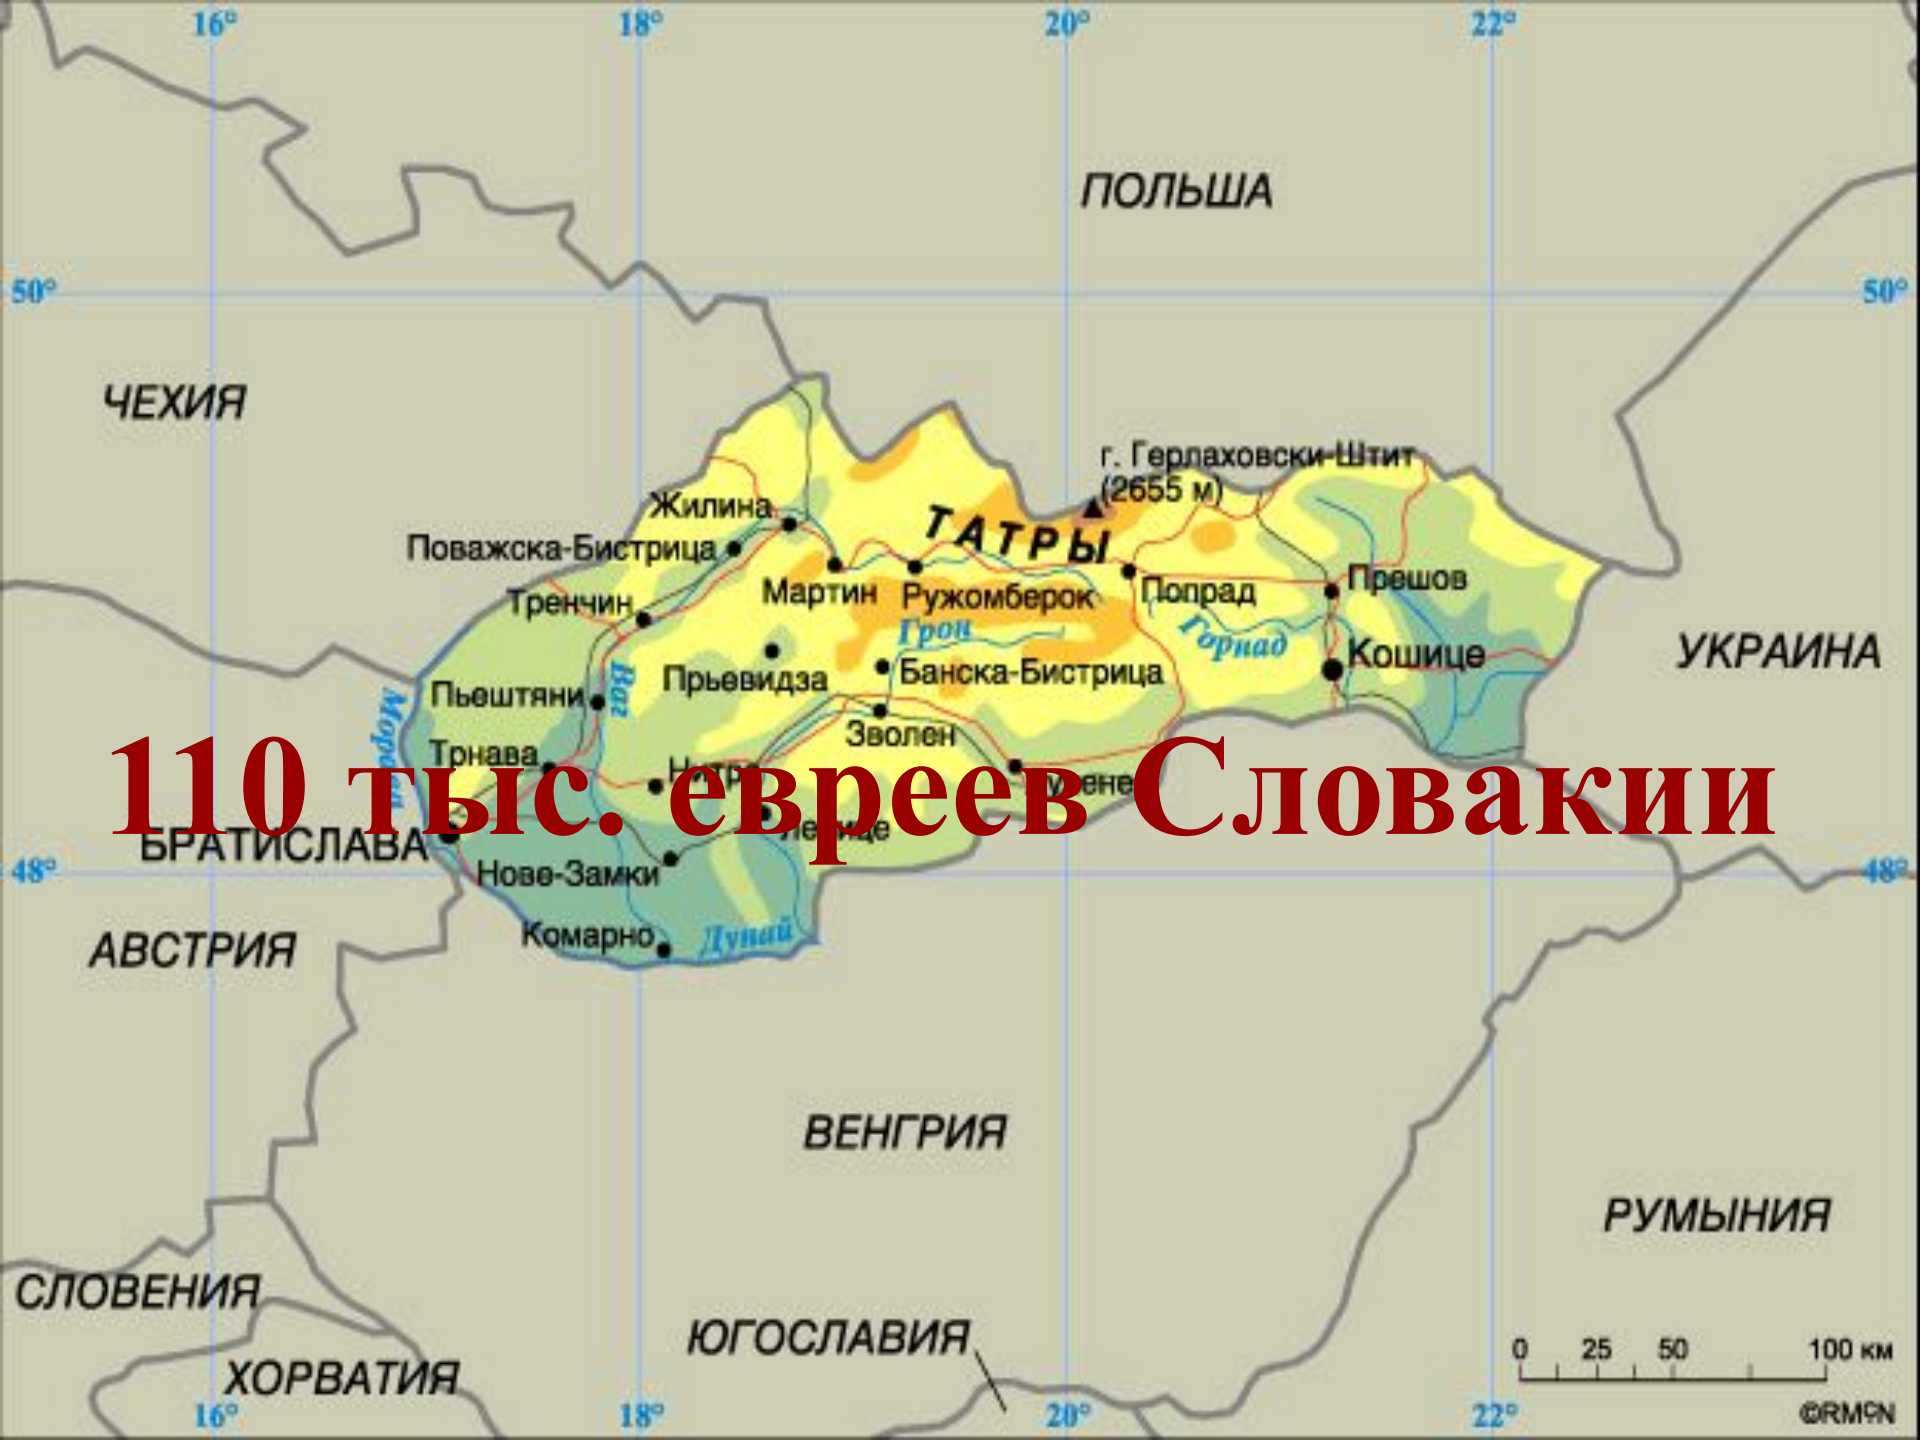 16° 18° 20° 22°
ПОЛЬША
50° 50°
ЧЕХИЯ
г. Герлаховски-Штит
(2655 м)
Жилина
ТАТРЫ
Поважска-Бистрица
Мартин Ружомберок Попрад Прешов
Тренчин
Грон Горнад
Кошице УКРАИНА
Ваг
Прьевидза Банска-Бистрица
Пьештяни
Зволен
Трнава
110 тыс. евреев Словакии
БРАТИСЛАВА
48° 48°
Нове-Замки
Комарно Дунай
АВСТРИЯ
ВЕНГРИЯ
РУМЫНИЯ
СЛОВЕНИЯ
ЮГОСЛАВИЯ
0 25 50 100 км
ХОРВАТИЯ
16° 18° 20° 22°
©RMCN